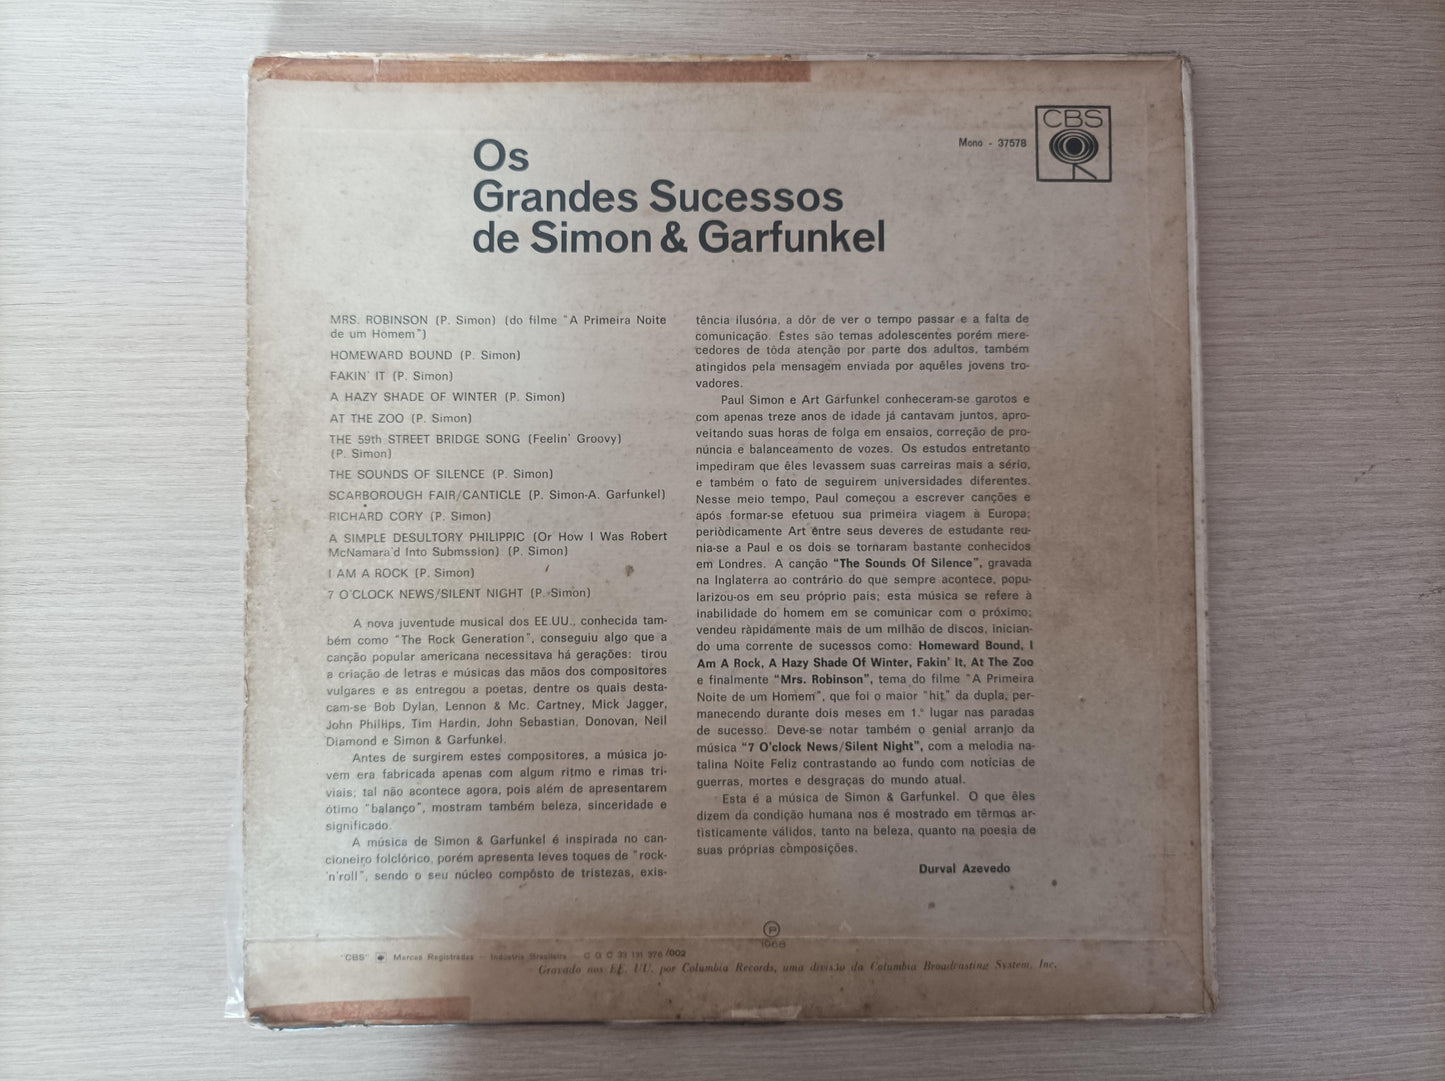 CBS
Mono - 37578
Os
Grandes Sucessos
de Simon & Garfunkel
MRS. ROBINSON (P. Simon) (do filme "A Primeira Noite
de um Homem")
HOMEWARD BOUND (P. Simon)
FAKIN' IT (P. Simon)
A HAZY SHADE OF WINTER (P. Simon)
AT THE ZOO (P. Simon)
THE 59th STREET BRIDGE SONG (Feelin' Groovy)
(P. Simon)
THE SOUNDS OF SILENCE (P. Simon)
SCARBOROUGH FAIR/CANTICLE (P. Simon-A. Garfunkel)
RICHARD CORY (P. Simon)
A SIMPLE DESULTORY PHILIPPIC (Or How I Was Robert
McNamara'd Into Submssion) (P. Simon)
I AM A ROCK (P. Simon)
7 O'CLOCK NEWS/SILENT NIGHT (P. Simon)
A nova juventude musical dos EE.UU., conhecida tam-
bém como "The Rock Generation", conseguiu algo que a
canção popular americana necessitava há gerações: tirou
a criação de letras e músicas das mãos dos compositores
vulgares e as entregou a poetas, dentre os quais desta-
cam-se Bob Dylan, Lennon & Mc. Cartney, Mick Jagger,
John Phillips, Tim Hardin, John Sebastian, Donovan, Neil
Diamond e Simon & Garfunkel.
Antes de surgirem estes compositores, a música jo-
vem era fabricada apenas com algum ritmo e rimas tri-
viais; tal não acontece agora, pois além de apresentarem
ótimo "balanço", mostram também beleza, sinceridade e
significado.
A música de Simon & Garfunkel é inspirada no can-
cioneiro folclórico, porém apresenta leves toques de "rock-
'n'roll", sendo o seu núcleo compôsto de tristezas, exis-
tência ilusória, a dôr de ver o tempo passar e a falta de
comunicação. Êstes são temas adolescentes porém mere-
cedores de tôda atenção por parte dos adultos, também
atingidos pela mensagem enviada por aquêles jovens tro-
vadores.
Paul Simon e Art Garfunkel conheceram-se garotos e
com apenas treze anos de idade já cantavam juntos, apro-
veitando suas horas de folga em ensaios, correção de pro-
núncia e balanceamento de vozes. Os estudos entretanto
impediram que êles levassem suas carreiras mais a sério,
e também o fato de seguirem universidades diferentes.
Nesse meio tempo, Paul começou a escrever canções e
após formar-se efetuou sua primeira viagem à Europa;
periòdicamente Art entre seus deveres de estudante reu-
nia-se a Paul e os dois se tornaram bastante conhecidos
em Londres. A canção "The Sounds Of Silence", gravada
na Inglaterra ao contrário do que sempre acontece, popu-
larizou-os em seu próprio país; esta música se refere à
inabilidade do homem em se comunicar com o próximo;
vendeu ràpidamente mais de um milhão de discos, inician-
do uma corrente de sucessos como: Homeward Bound, I
Am A Rock, A Hazy Shade Of Winter, Fakin' It, At The Zoo
e finalmente "Mrs. Robinson", tema do filme "A Primeira
Noite de um Homem", que foi o maior "hit" da dupla, per-
manecendo durante dois meses em 1.º lugar nas paradas
de sucesso. Deve-se notar também o genial arranjo da
música "7 O'clock News/Silent Night", com a melodia na-
talina Noite Feliz contrastando ao fundo com notícias de
guerras, mortes e desgraças do mundo atual.
Esta é a música de Simon & Garfunkel. O que êles
dizem da condição humana nos é mostrado em têrmos ar-
tìsticamente válidos, tanto na beleza, quanto na poesia de
suas próprias composições.
Durval Azevedo
Ⓟ
1968
"CBS" Marcas Registradas - Indústria Brasileira - C G C 33 131 376/002
Gravado nos EE. UU. por Columbia Records, uma divisão da Columbia Broadcasting System, Inc.